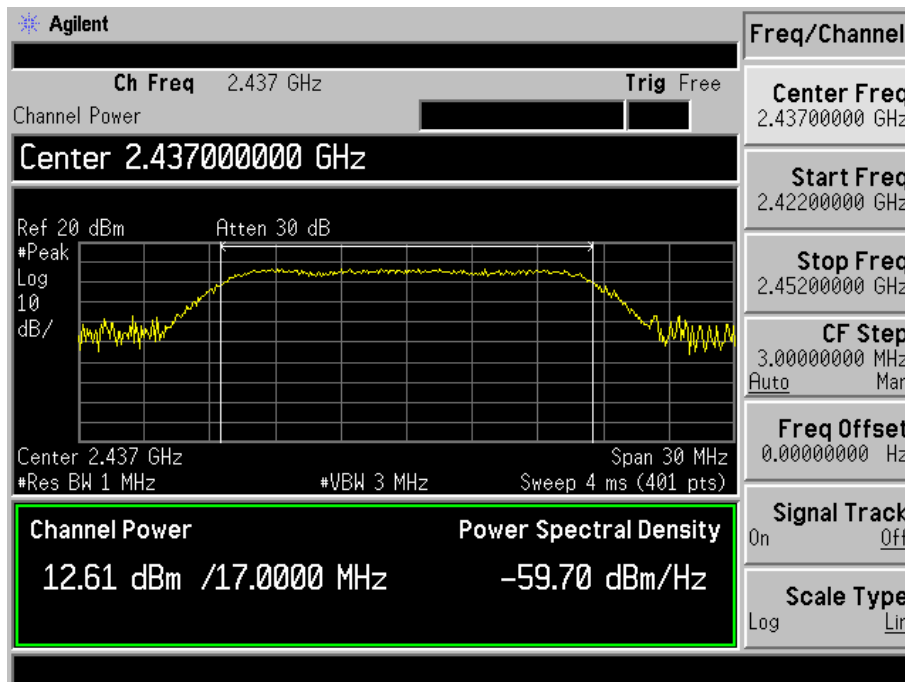 Agilent
Freq/Channel
Ch Freq 2.437 GHz Trig Free
Channel Power
Center 2.437000000 GHz
Ref 20 dBm Atten 30 dB
#Peak
Log
10
dB/
Center 2.437 GHz Span 30 MHz
#Res BW 1 MHz #VBW 3 MHz Sweep 4 ms (401 pts)
Channel Power Power Spectral Density
12.61 dBm /17.0000 MHz -59.70 dBm/Hz
Center Freq
2.43700000 GHz
Start Freq
2.42200000 GHz
Stop Freq
2.45200000 GHz
CF Step
3.00000000 MHz
Auto Man
Freq Offset
0.00000000 Hz
Signal Track
On Off
Scale Type
Log Lin